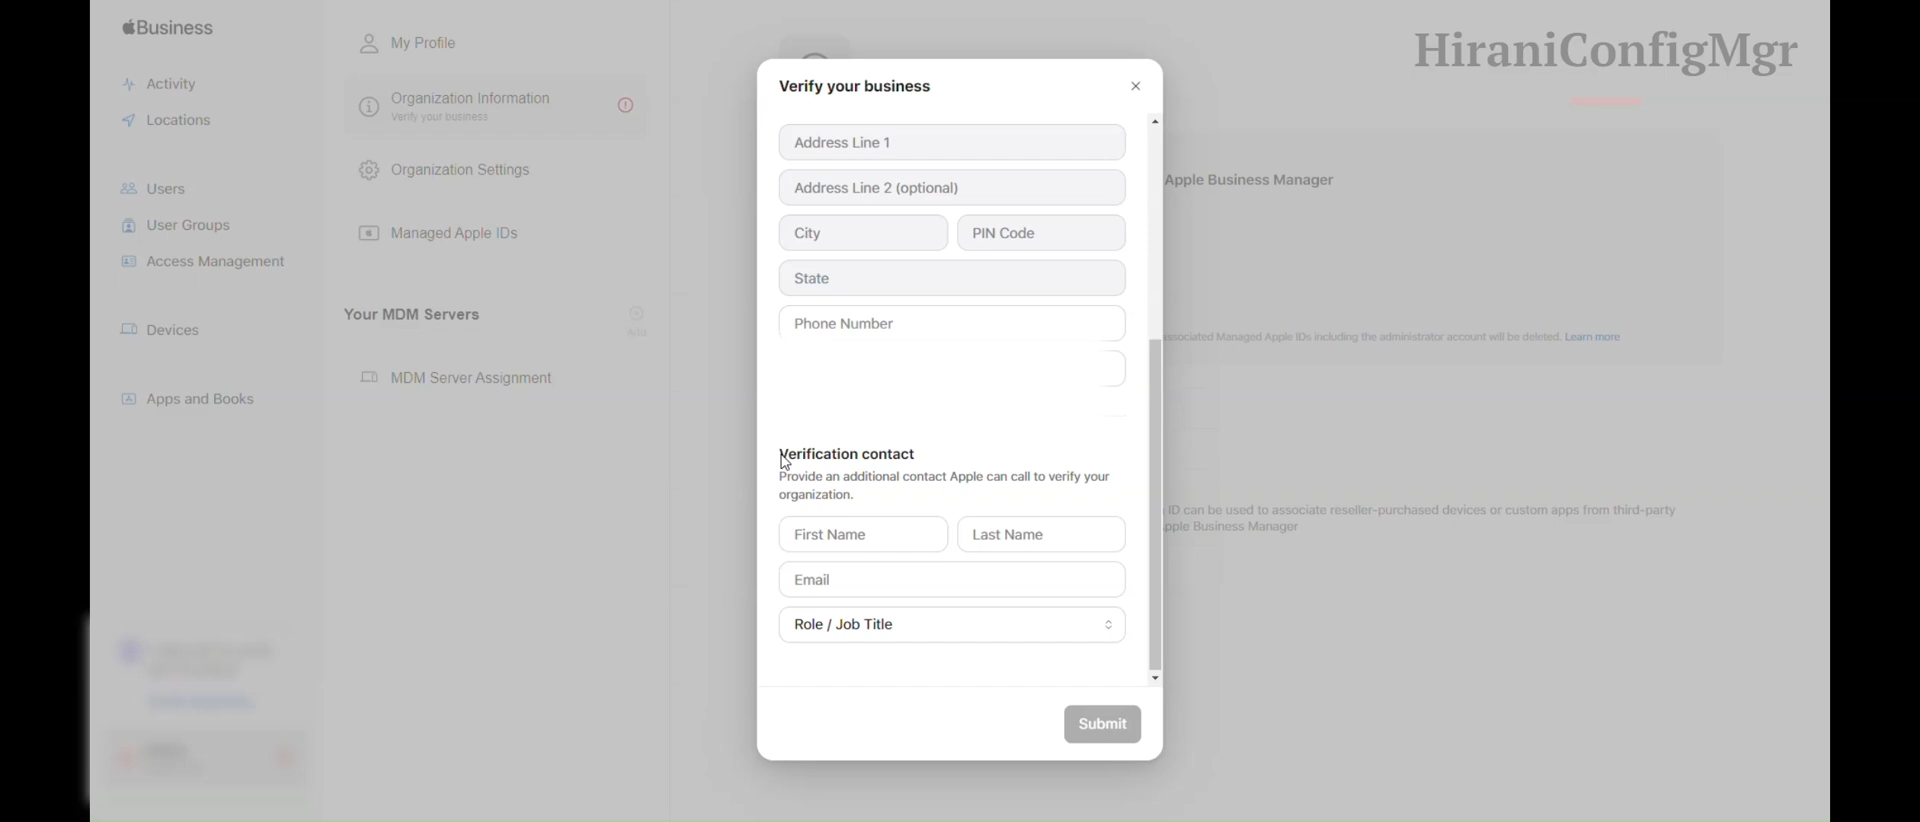 Business
Activity
Locations
Users
User Groups
Access Management
Devices
Apps and Books
My Profile
Organization Information
Verify your business
Organization Settings
Managed Apple IDs
Your MDM Servers
Add
MDM Server Assignment
HiraniConfigMgr
Verify your business
Address Line 1
Address Line 2 (optional)
City
PIN Code
State
Phone Number
Verification contact
Provide an additional contact Apple can call to verify your
organization.
First Name
Last Name
Email
Role / Job Title
Submit
Apple Business Manager
associated Managed Apple IDs including the administrator account will be deleted. Learn more
ID can be used to associate reseller-purchased devices or custom apps from third-party
pple Business Manager